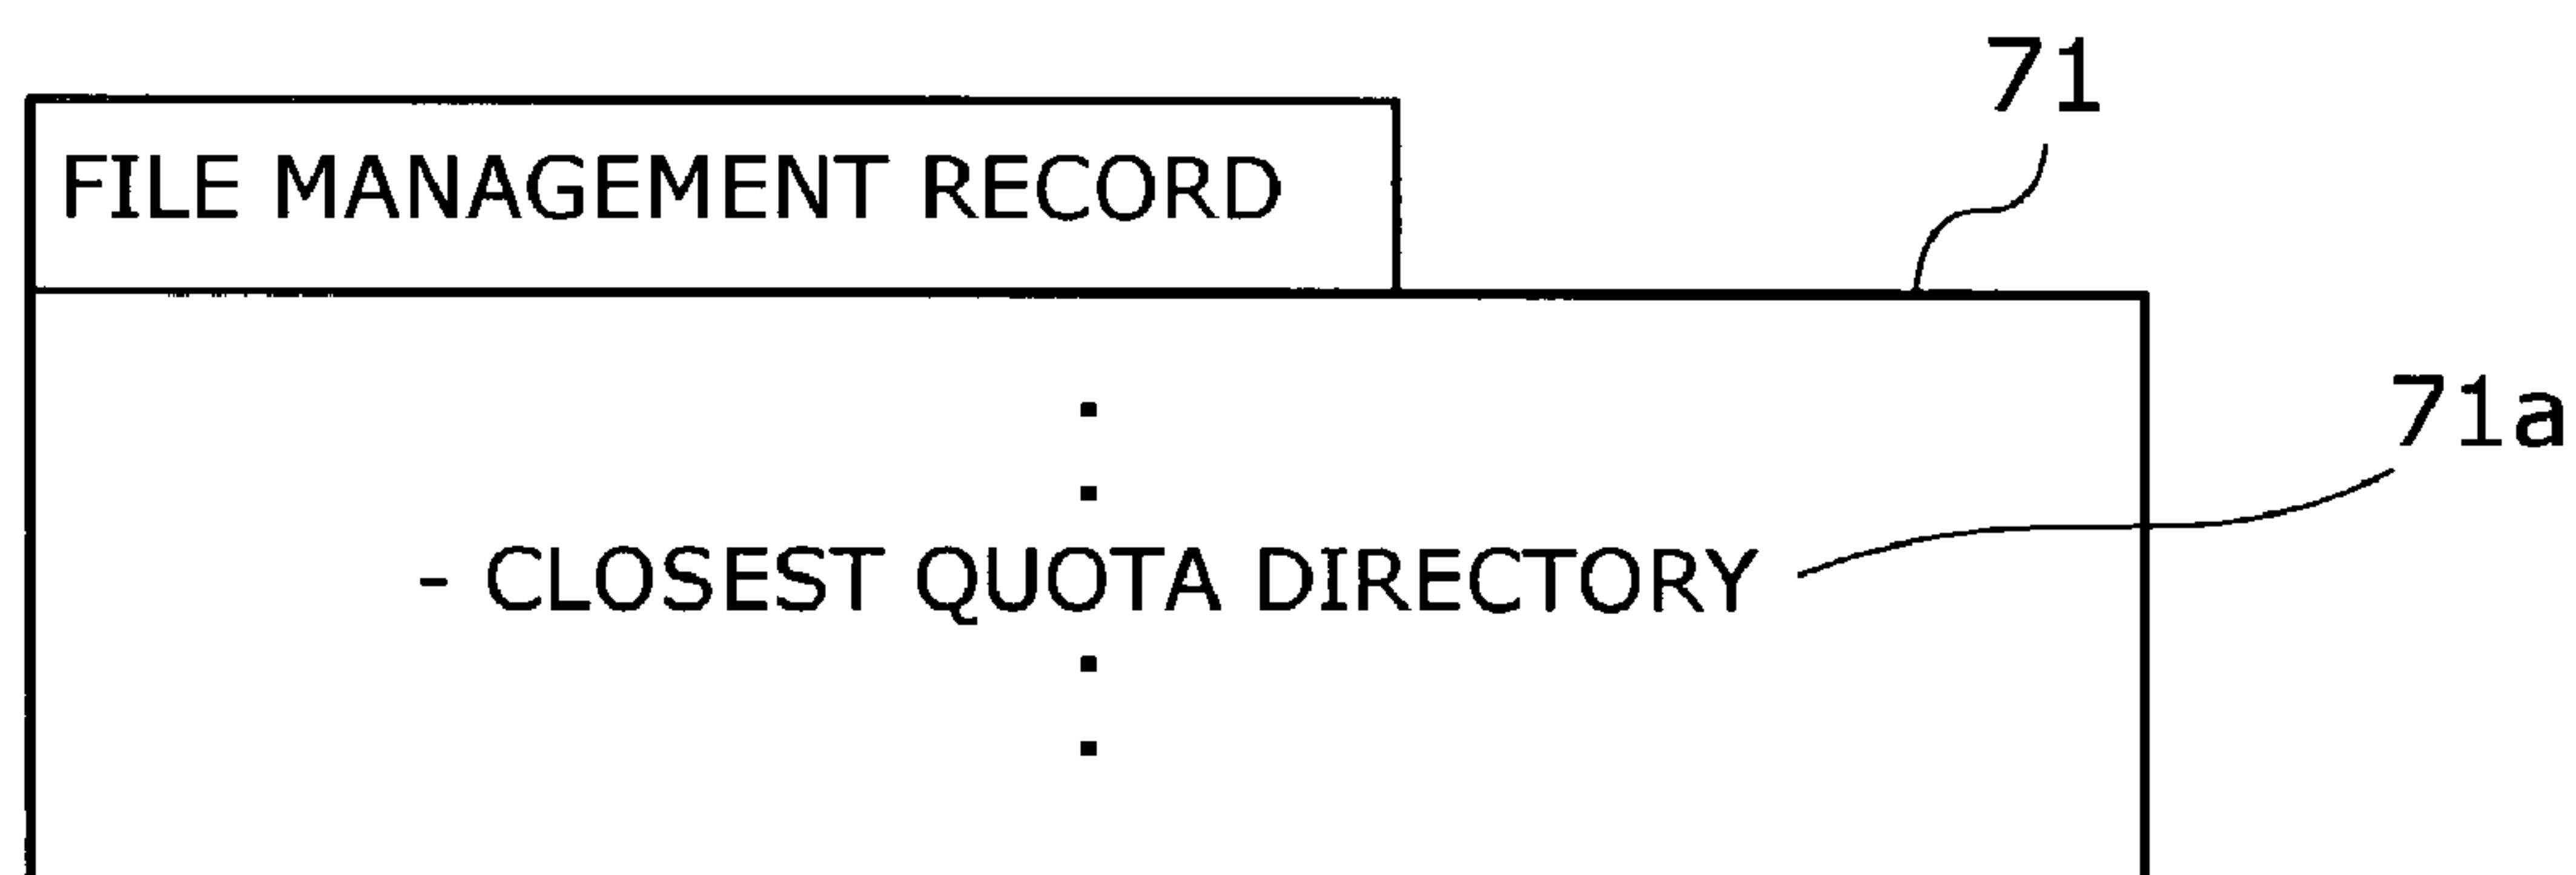 71
FILE MANAGEMENT RECORD
71a
- CLOSEST QUOTA DIRECTORY